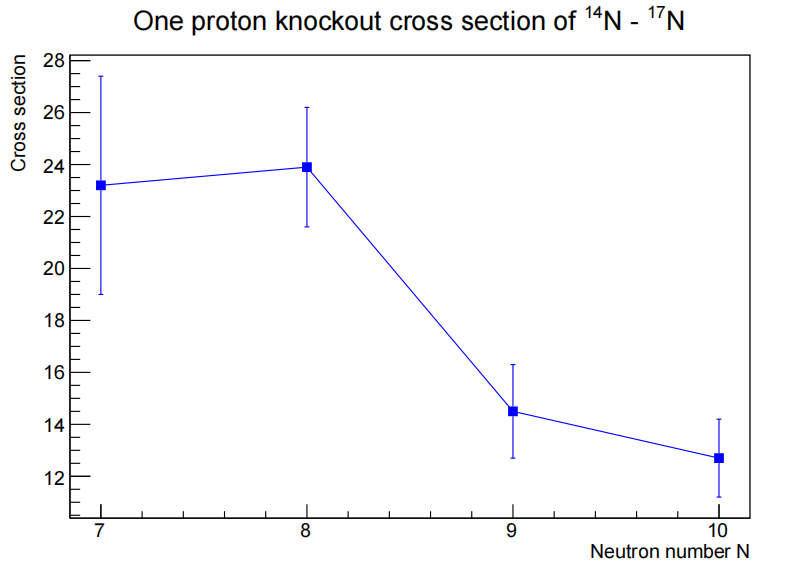 One proton knockout cross section of ¹⁴N - ¹⁷N
Cross section
28
26
24
22
20
18
16
14
12
7 8 9 10
Neutron number N